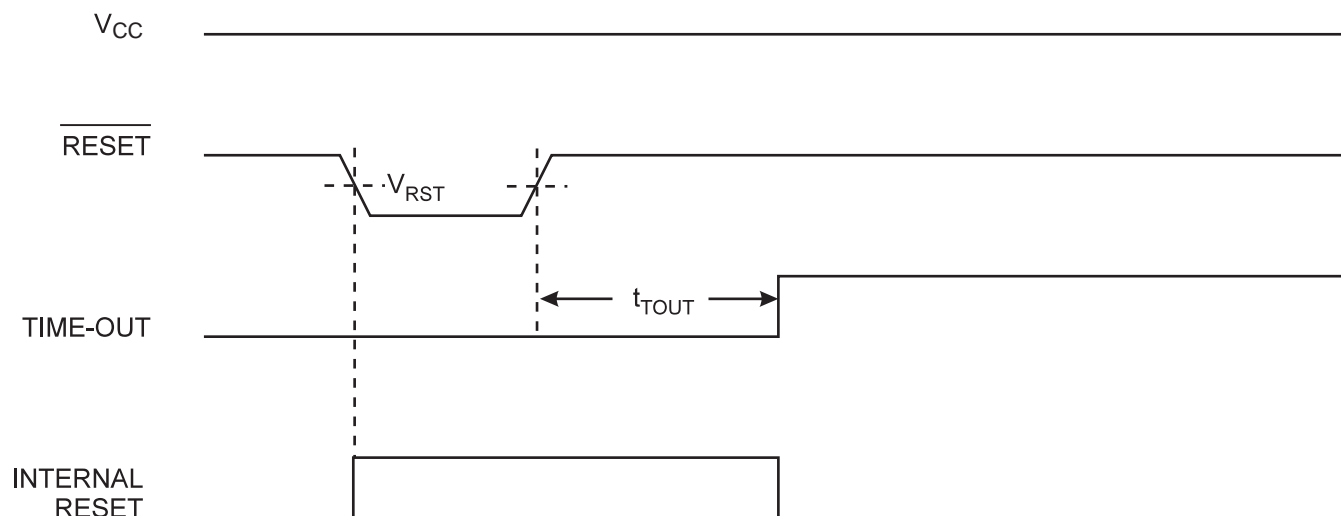 VCC
RESET
VRST
tTOUT
TIME-OUT
INTERNAL
RESET